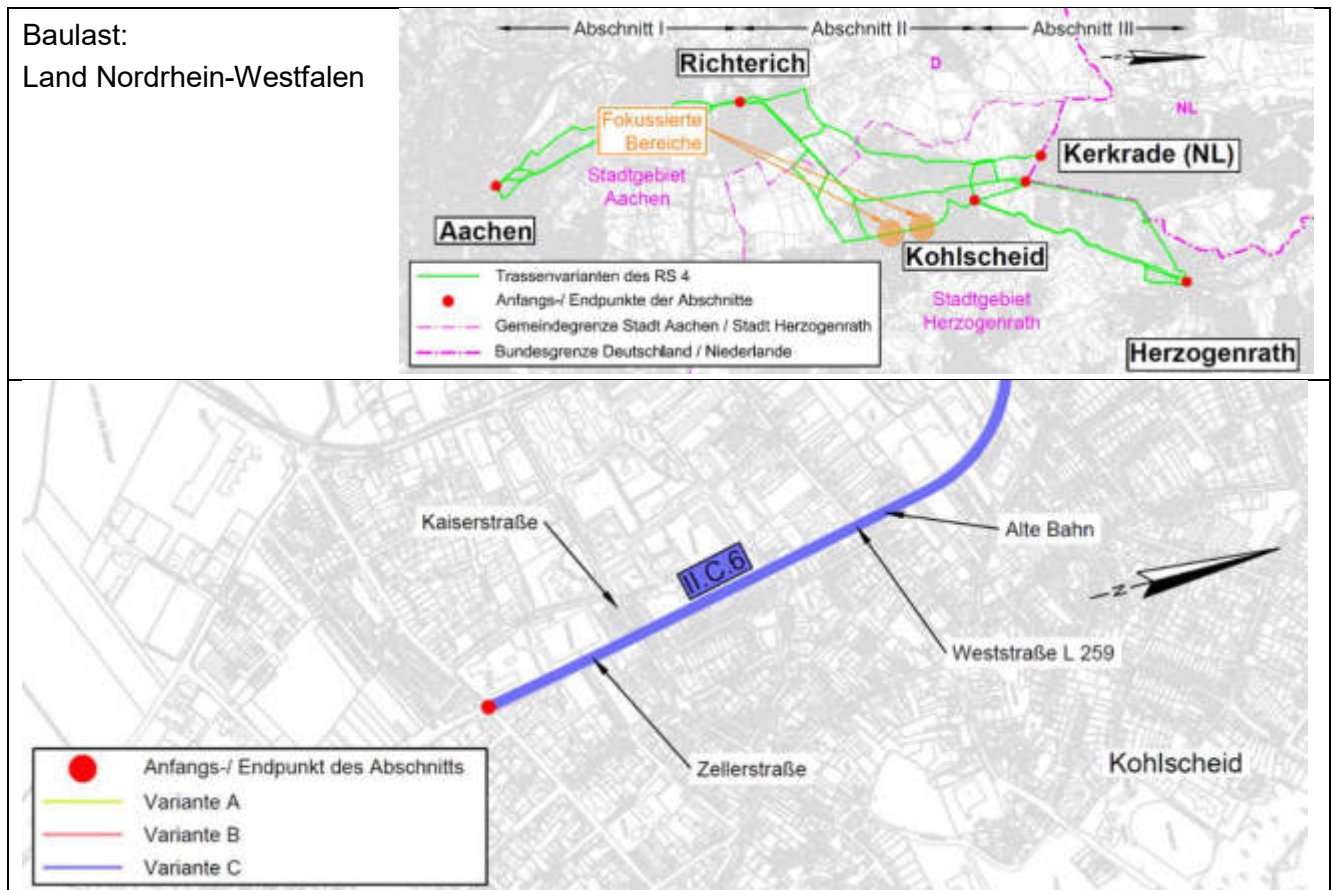 Baulast:
Land Nordrhein-Westfalen
Abschnitt I
Abschnitt II
Abschnitt III
Richterich
D
N
NL
Fokussierte
Bereiche
Kerkrade (NL)
Stadtgebiet
Aachen
Aachen
Kohlscheid
Trassenvarianten des RS 4
Anfangs-/ Endpunkte der Abschnitte
Gemeindegrenze Stadt Aachen / Stadt Herzogenrath
Bundesgrenze Deutschland / Niederlande
Stadtgebiet
Herzogenrath
Herzogenrath
Kaiserstraße
II.C.6
Alte Bahn
N
Weststraße L 259
Zellerstraße
Kohlscheid
Anfangs-/ Endpunkt des Abschnitts
Variante A
Variante B
Variante C